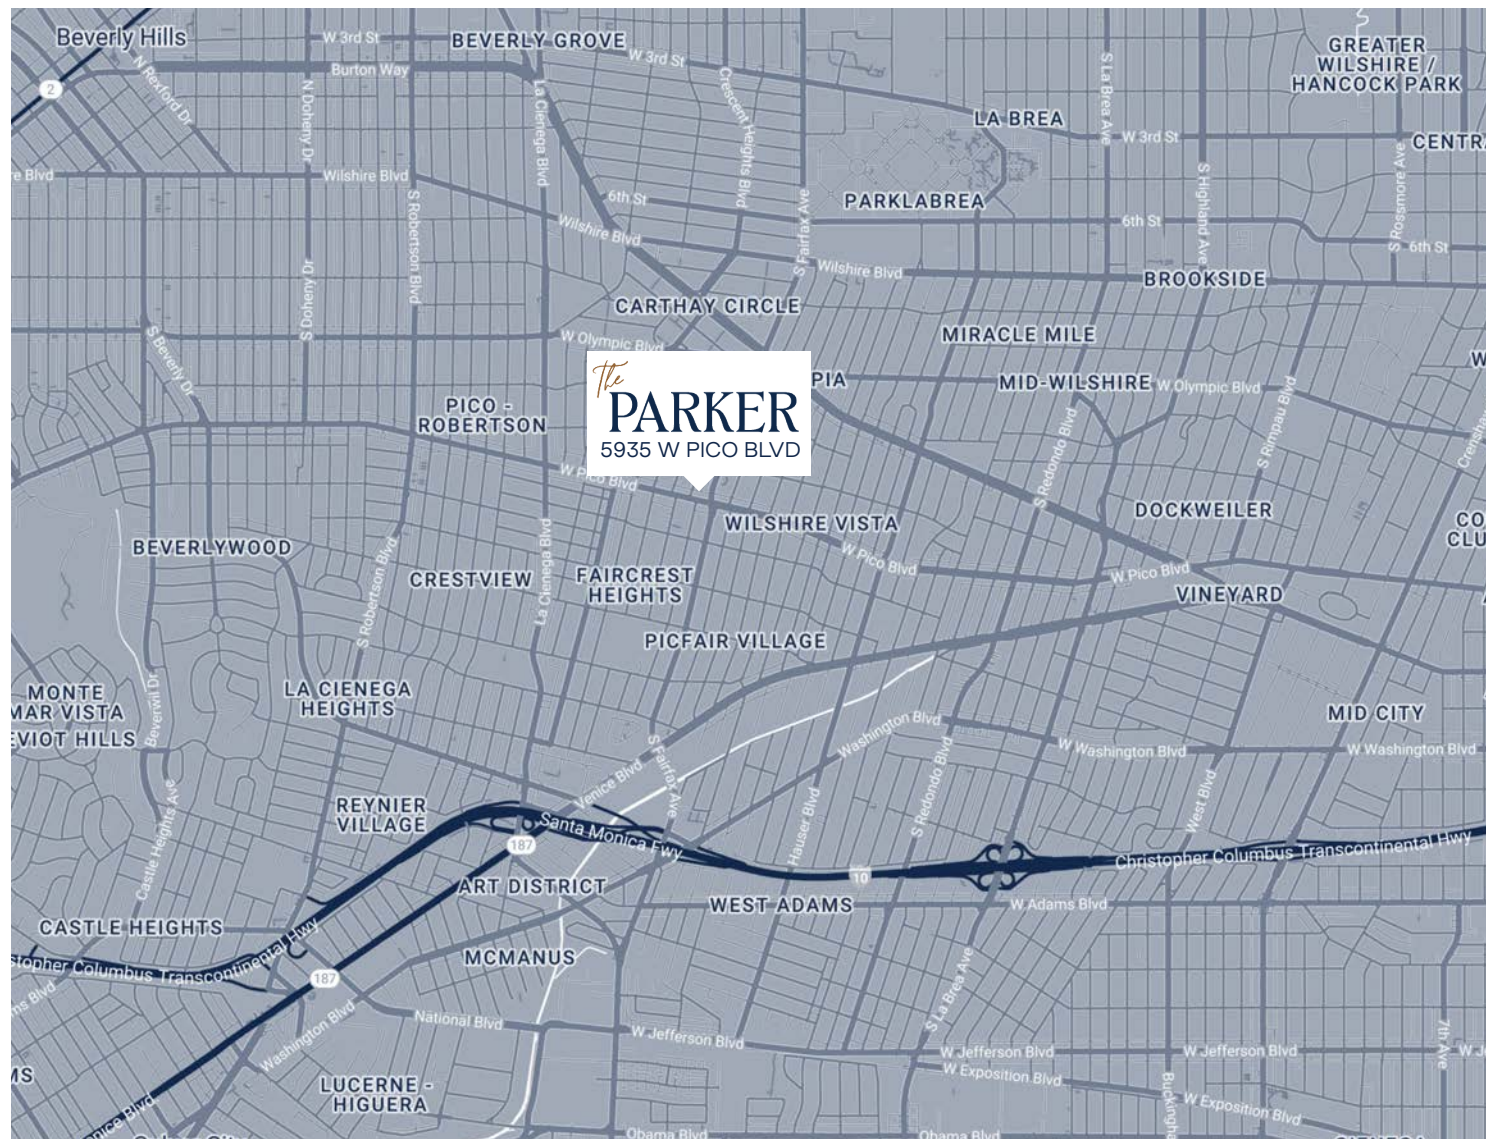 Beverly Hills
W 3rd St
BEVERLY GROVE
W 3rd St
GREATER
WILSHIRE /
HANCOCK PARK
2
N Rexford Dr
Burton Way
N Doheny Dr
La Cienega Blvd
Crescent Heights Blvd
S La Brea Ave
LA BREA
W 3rd St
S Rossmore Ave
Wilshire Blvd
S Robertson Blvd
6th St
Wilshire Blvd
S Fairfax Ave
PARKLABREA
6th St
S Highland Ave
6th St
Wilshire Blvd
BROOKSIDE
S Doheny Dr
CARTHAY CIRCLE
MIRACLE MILE
S Beverly Dr
W Olympic Blvd
The
PARKER
5935 W PICO BLVD
PIA
MID-WILSHIRE
W Olympic Blvd
S Rimpau Blvd
PICO -
ROBERTSON
S Redondo Blvd
W Pico Blvd
DOCKWEILER
WILSHIRE VISTA
BEVERLYWOOD
S Robertson Blvd
CRESTVIEW
La Cienega Blvd
FAIRCREST
HEIGHTS
W Pico Blvd
W Pico Blvd
VINEYARD
PICFAIR VILLAGE
MONTE
MAR VISTA
EVIOT HILLS
Beverwil Dr
LA CIENEGA
HEIGHTS
MID CITY
Washington Blvd
W Washington Blvd
W Washington Blvd
S Fairfax Ave
Venice Blvd
Castle Heights Ave
REYNIER
VILLAGE
Santa Monica Fwy
187
Hauser Blvd
S Redondo Blvd
West Blvd
Christopher Columbus Transcontinental Hwy
10
ART DISTRICT
WEST ADAMS
W Adams Blvd
CASTLE HEIGHTS
stopher Columbus Transcontinental Hwy
187
MCMANUS
S La Brea Ave
Washington Blvd
National Blvd
W Jefferson Blvd
W Jefferson Blvd
W Jefferson Blvd
7th Ave
W Exposition Blvd
W Exposition Blvd
LUCERNE -
HIGUERA
Obama Blvd
Obama Blvd